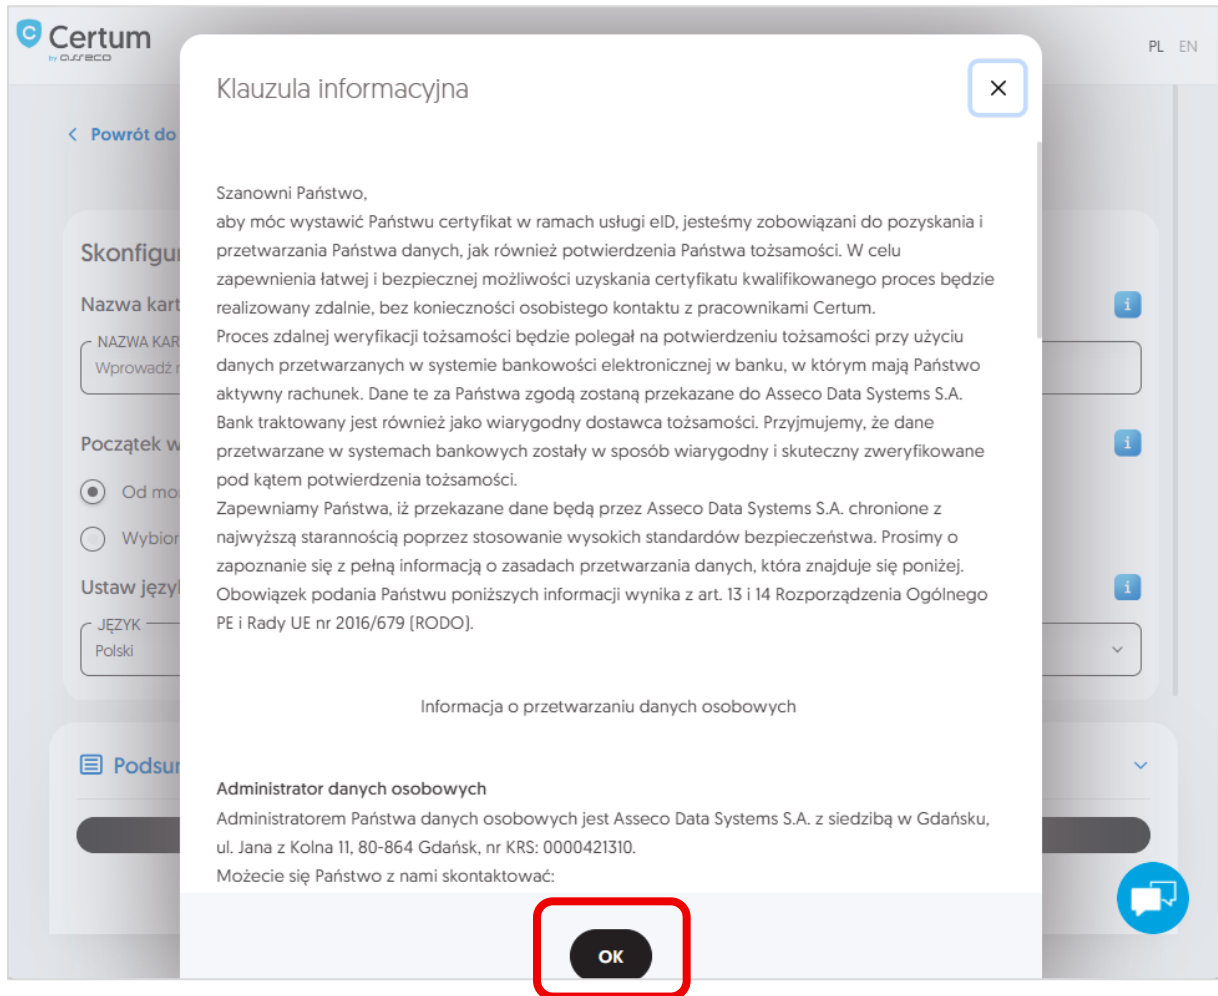 Certum
by asseco
PL EN
Klauzula informacyjna
Powrót do
Szanowni Państwo,
aby móc wystawić Państwu certyfikat w ramach usługi eID, jesteśmy zobowiązani do pozyskania i
przetwarzania Państwa danych, jak również potwierdzenia Państwa tożsamości. W celu
zapewnienia łatwej i bezpiecznej możliwości uzyskania certyfikatu kwalifikowanego proces będzie
realizowany zdalnie, bez konieczności osobistego kontaktu z pracownikami Certum.
Proces zdalnej weryfikacji tożsamości będzie polegał na potwierdzeniu tożsamości przy użyciu
danych przetwarzanych w systemie bankowości elektronicznej w banku, w którym mają Państwo
aktywny rachunek. Dane te za Państwa zgodą zostaną przekazane do Asseco Data Systems S.A.
Bank traktowany jest również jako wiarygodny dostawca tożsamości. Przyjmujemy, że dane
przetwarzane w systemach bankowych zostały w sposób wiarygodny i skuteczny zweryfikowane
pod kątem potwierdzenia tożsamości.
Zapewniamy Państwa, iż przekazane dane będą przez Asseco Data Systems S.A. chronione z
najwyższą starannością poprzez stosowanie wysokich standardów bezpieczeństwa. Prosimy o
zapoznanie się z pełną informacją o zasadach przetwarzania danych, która znajduje się poniżej.
Obowiązek podania Państwu poniższych informacji wynika z art. 13 i 14 Rozporządzenia Ogólnego
PE i Rady UE nr 2016/679 (RODO).
Informacja o przetwarzaniu danych osobowych
Administrator danych osobowych
Administratorem Państwa danych osobowych jest Asseco Data Systems S.A. z siedzibą w Gdańsku,
ul. Jana z Kolna 11, 80-864 Gdańsk, nr KRS: 0000421310.
Możecie się Państwo z nami skontaktować:
OK
Skonfigu
Nazwa kart
NAZWA KAR
Wprowadź
Początek w
Od mo
Wybior
Ustaw języ
JĘZYK
Polski
Podsu